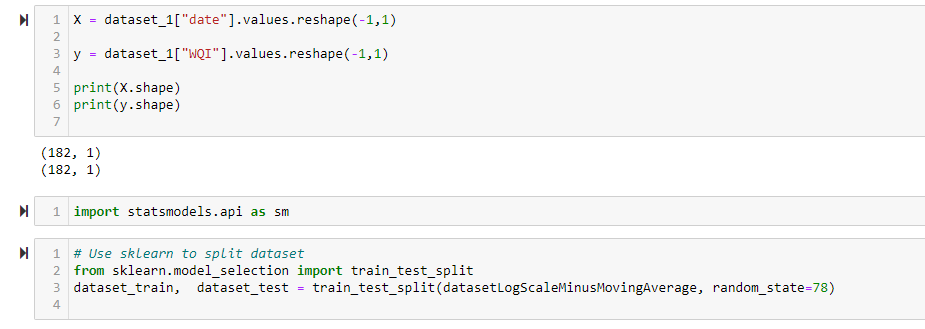 1 X = dataset_1["date"].values.reshape(-1,1)
2
3 y = dataset_1["WQI"].values.reshape(-1,1)
4
5 print(X.shape)
6 print(y.shape)
7
(182, 1)
(182, 1)
1 import statsmodels.api as sm
1 # Use sklearn to split dataset
2 from sklearn.model_selection import train_test_split
3 dataset_train,  dataset_test = train_test_split(datasetLogScaleMinusMovingAverage, random_state=78)
4